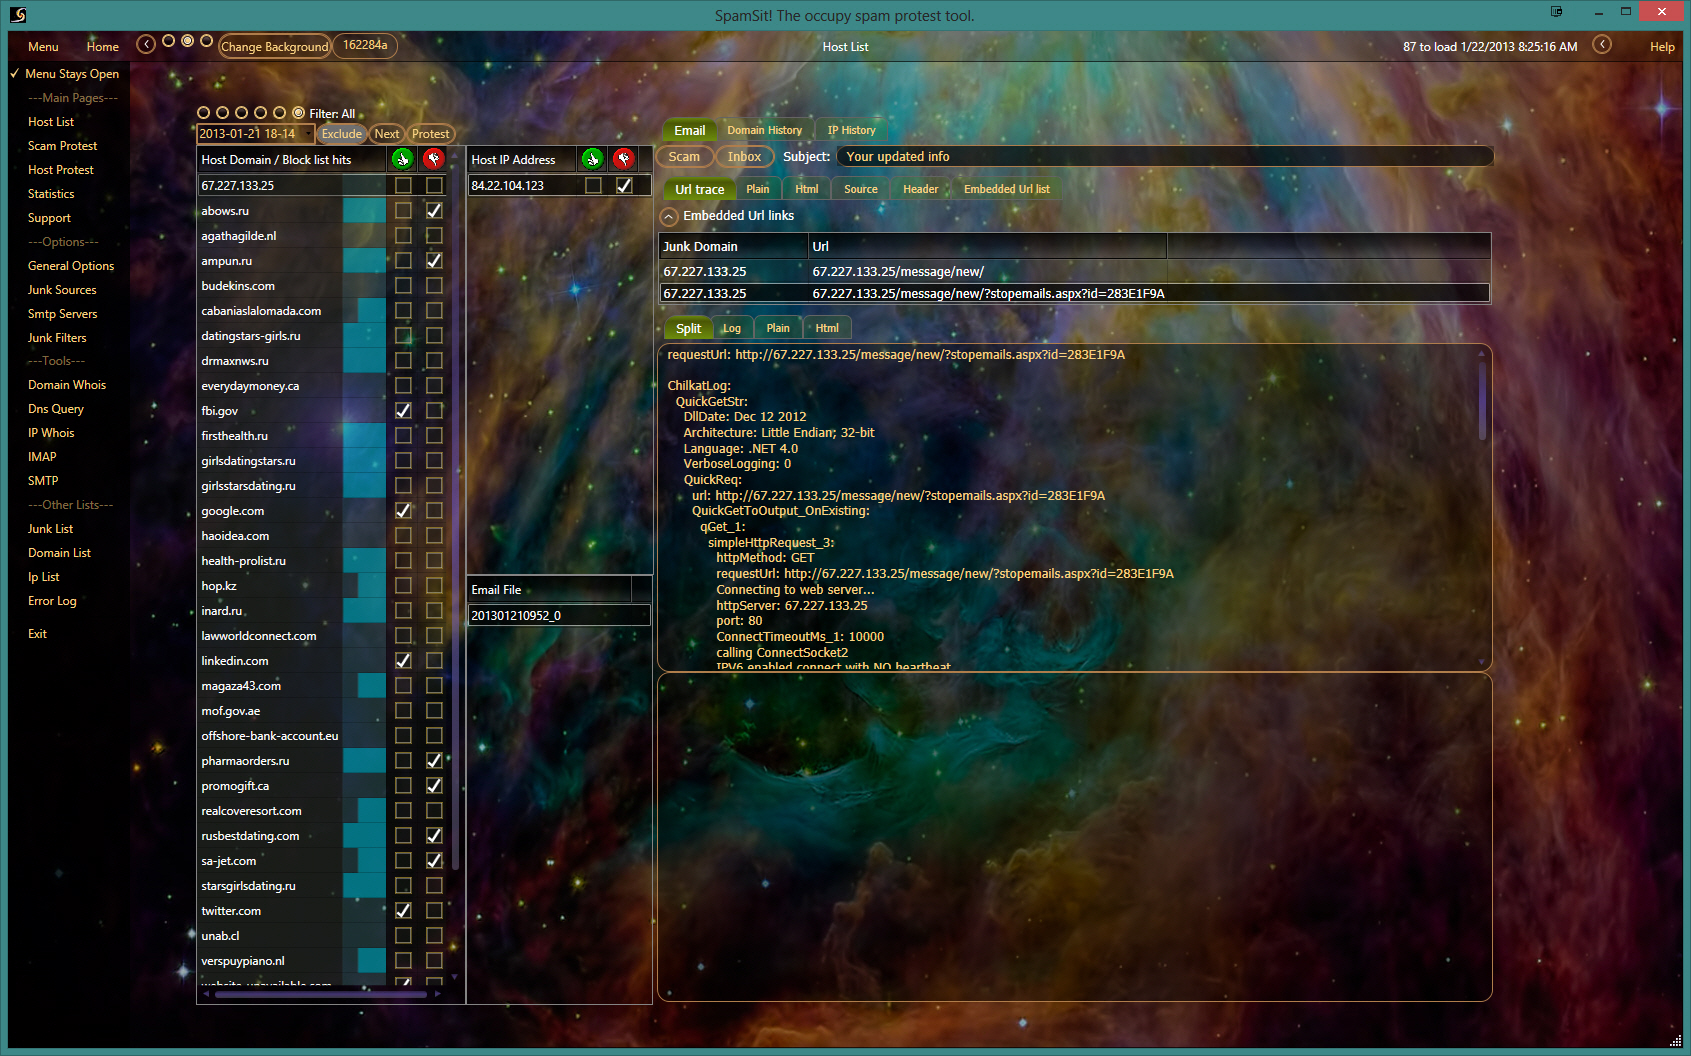 SpamSit! The occupy spam protest tool.
Menu Home Change Background 162284a Host List 87 to load 1/22/2013 8:25:16 AM Help
Menu Stays Open
---Main Pages---
Host List
Scam Protest
Host Protest
Statistics
Support
---Options---
General Options
Junk Sources
Smtp Servers
Junk Filters
---Tools---
Domain Whois
Dns Query
IP Whois
IMAP
SMTP
---Other Lists---
Junk List
Domain List
Ip List
Error Log
Exit
Filter: All
2013-01-21 18-14 Exclude Next Protest
Host Domain / Block list hits
67.227.133.25
abows.ru
agathagilde.nl
ampun.ru
budekins.com
cabaniaslalomada.com
datingstars-girls.ru
drmaxnws.ru
everydaymoney.ca
fbi.gov
firsthealth.ru
girlsdatingstars.ru
girlsstarsdating.ru
google.com
haoidea.com
health-prolist.ru
hop.kz
inard.ru
lawworldconnect.com
linkedin.com
magaza43.com
mof.gov.ae
offshore-bank-account.eu
pharmaorders.ru
promogift.ca
realcoveresort.com
rusbestdating.com
sa-jet.com
starsgirlsdating.ru
twitter.com
unab.cl
verspuypiano.nl
website-unavailable.com
Host IP Address
84.22.104.123
Email File
201301210952_0
Email Domain History IP History
Scam Inbox Subject: Your updated info
Url trace Plain Html Source Header Embedded Url list
Embedded Url links
Junk Domain Url
67.227.133.25 67.227.133.25/message/new/
67.227.133.25 67.227.133.25/message/new/?stopemails.aspx?id=283E1F9A
Split Log Plain Html
requestUrl: http://67.227.133.25/message/new/?stopemails.aspx?id=283E1F9A
ChilkatLog:
QuickGetStr:
DllDate: Dec 12 2012
Architecture: Little Endian; 32-bit
Language: .NET 4.0
VerboseLogging: 0
QuickReq:
url: http://67.227.133.25/message/new/?stopemails.aspx?id=283E1F9A
QuickGetToOutput_OnExisting:
qGet_1:
simpleHttpRequest_3:
httpMethod: GET
requestUrl: http://67.227.133.25/message/new/?stopemails.aspx?id=283E1F9A
Connecting to web server...
httpServer: 67.227.133.25
port: 80
ConnectTimeoutMs_1: 10000
calling ConnectSocket2
IPV6 enabled connect with NO heartbeat